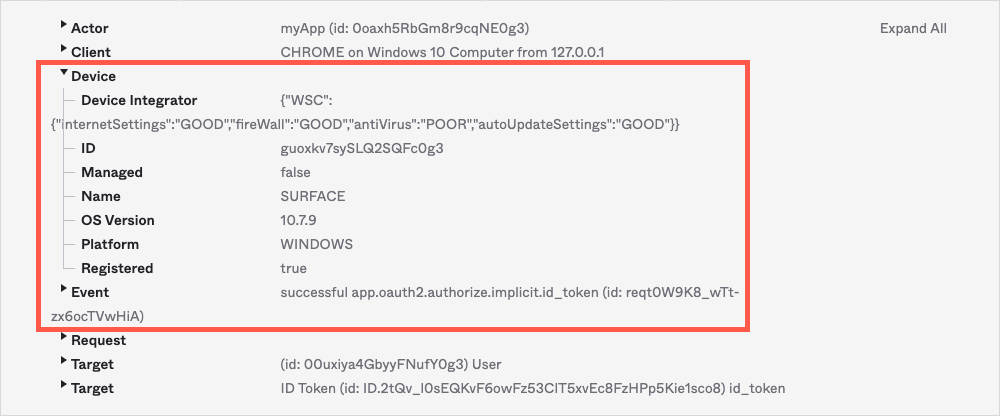 Actor myApp (id: 0oaxh5RbGm8r9cqNE0g3) Expand All
Client CHROME on Windows 10 Computer from 127.0.0.1
Device
Device Integrator {"WSC":
{"internetSettings":"GOOD","fireWall":"GOOD","antiVirus":"POOR","autoUpdateSettings":"GOOD"}}
ID guoxkv7sySLQ2SQFc0g3
Managed false
Name SURFACE
OS Version 10.7.9
Platform WINDOWS
Registered true
Event successful app.oauth2.authorize.implicit.id_token (id: reqt0W9K8_wTt-
zx6ocTVwHiA)
Request
Target (id: 00uxiya4GbyyFNufY0g3) User
Target ID Token (id: ID.2tQv_l0sEQKvF6owFz53ClT5xvEc8FzHPp5Kie1sco8) id_token